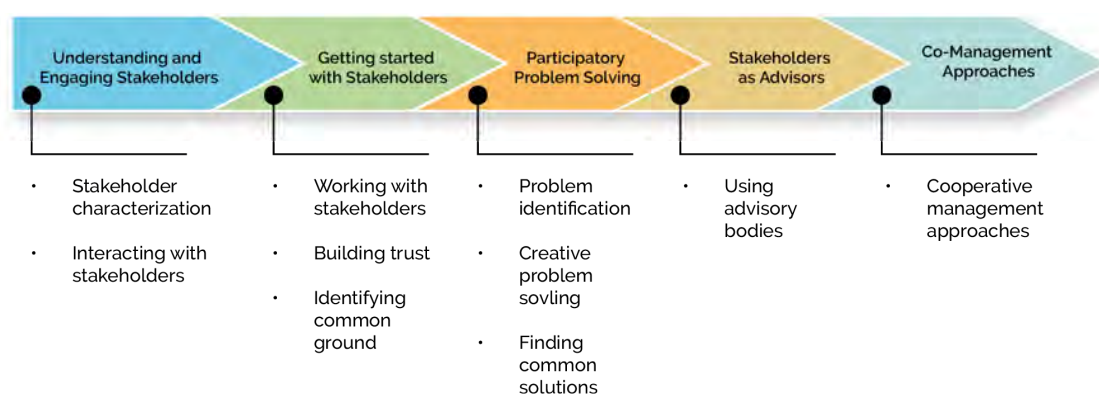 Understanding and
Engaging Stakeholders
Getting started
with Stakeholders
Participatory
Problem Solving
Stakeholders
as Advisors
Co-Management
Approaches
• Stakeholder
characterization
• Interacting with
stakeholders
• Working with
stakeholders
• Building trust
• Identifying
common
ground
• Problem
identification
• Creative
problem
sovling
• Finding
common
solutions
• Using
advisory
bodies
• Cooperative
management
approaches